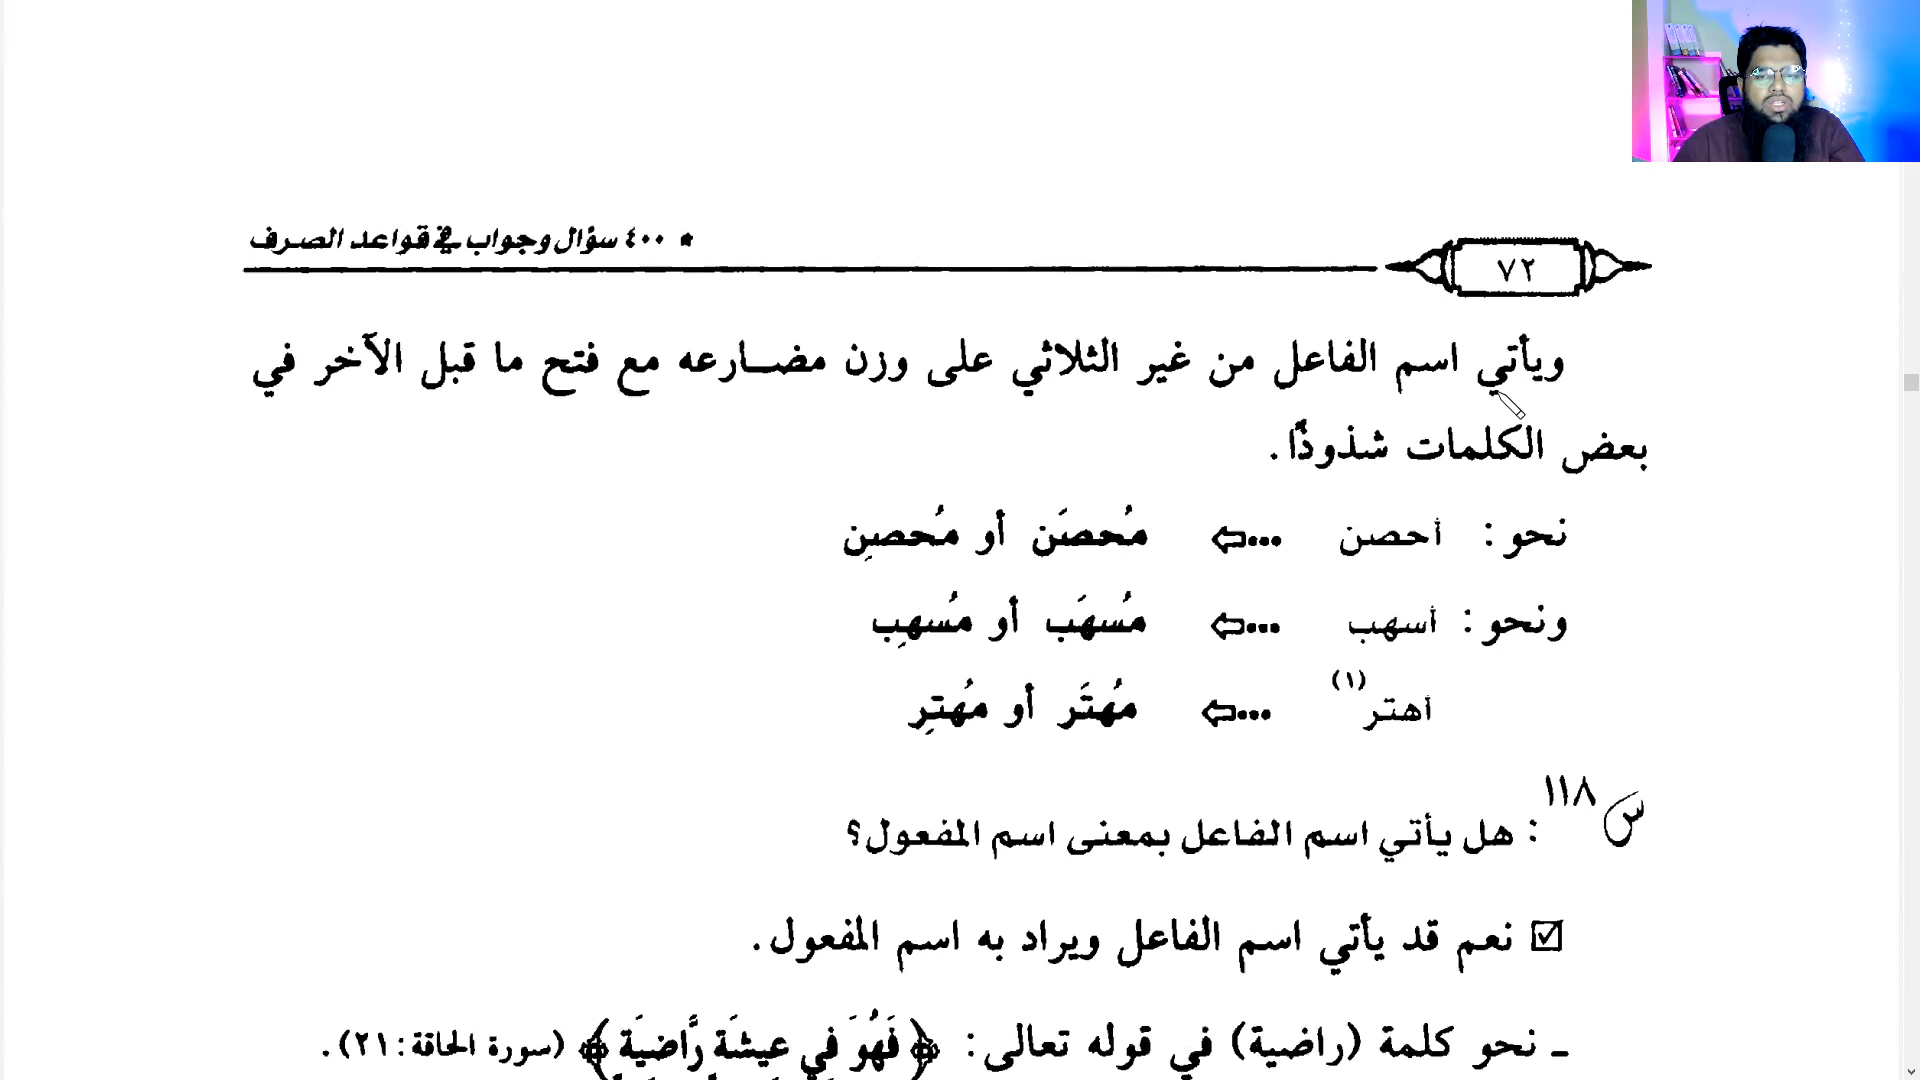 * ٤٠٠ سؤال وجواب في قواعد الصرف
٧٢
ويأتي اسم الفاعل من غير الثلاثي على وزن مضارعه مع فتح ما قبل الآخر في
بعض الكلمات شذوذًا.
نحو: أحصن ...⇦ مُحصَن أو مُحصِن
ونحو: أسهب ...⇦ مُسهَب أو مُسهِب
أهتر(١) ...⇦ مُهتَر أو مُهتِر
س١١٨: هل يأتي اسم الفاعل بمعنى اسم المفعول؟
☑ نعم قد يأتي اسم الفاعل ويراد به اسم المفعول.
ـ نحو كلمة (راضية) في قوله تعالى: ﴿فَهُوَ فِي عِيشَة رَّاضيَة﴾ (سورة الحاقة: ٢١).